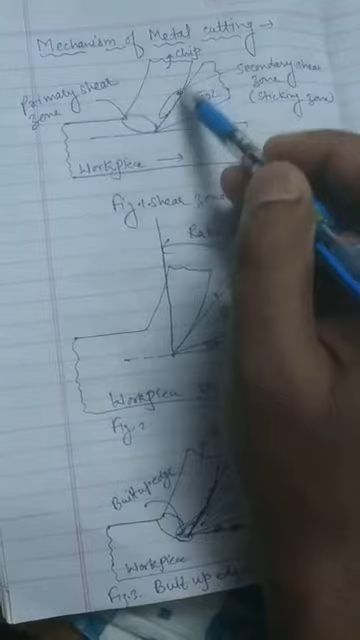 Mechanism of Metal cutting →
chip
Primary shear
zone
Secondary shear
zone
(sticking zone)
Workpiece →
Fig. 1. shear
Workpiece
Fig. 2
Built up edge
Workpiece
Fig. 3. Built up